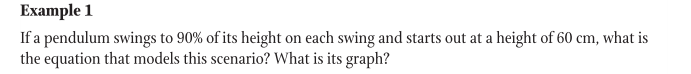 Example 1
If a pendulum swings to 90% of its height on each swing and starts out at a height of 60 cm, what is
the equation that models this scenario? What is its graph?